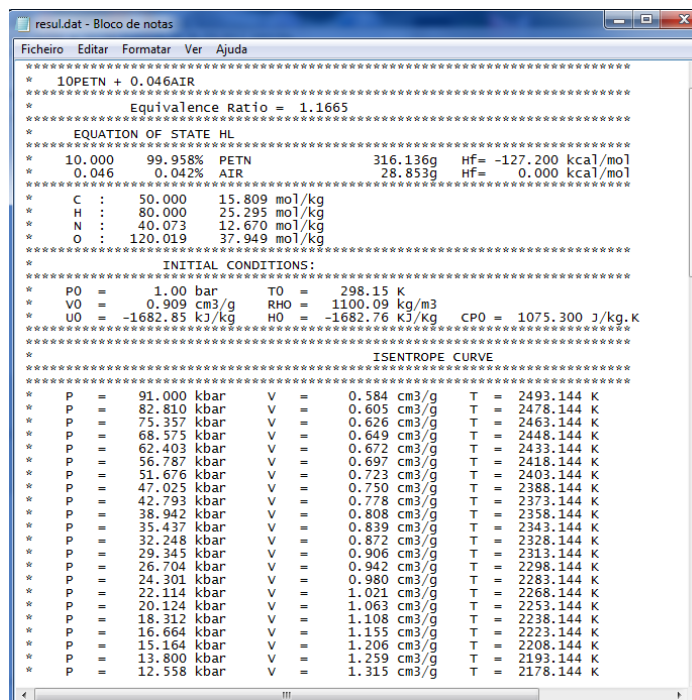 resul.dat - Bloco de notas
Ficheiro Editar Formatar Ver Ajuda
********************************************************************************
* 10PETN + 0.046AIR
********************************************************************************
* Equivalence Ratio = 1.1665
********************************************************************************
* EQUATION OF STATE HL
********************************************************************************
* 10.000 99.958% PETN 316.136g Hf= -127.200 kcal/mol
* 0.046 0.042% AIR 28.853g Hf= 0.000 kcal/mol
********************************************************************************
* C : 50.000 15.809 mol/kg
* H : 80.000 25.295 mol/kg
* N : 40.073 12.670 mol/kg
* O : 120.019 37.949 mol/kg
********************************************************************************
* INITIAL CONDITIONS:
********************************************************************************
* P0 = 1.00 bar T0 = 298.15 K
* V0 = 0.909 cm3/g RHO = 1100.09 kg/m3
* U0 = -1682.85 kJ/kg H0 = -1682.76 KJ/Kg CP0 = 1075.300 J/kg.K
********************************************************************************
********************************************************************************
* ISENTROPE CURVE
********************************************************************************
********************************************************************************
* P = 91.000 kbar V = 0.584 cm3/g T = 2493.144 K
* P = 82.810 kbar V = 0.605 cm3/g T = 2478.144 K
* P = 75.357 kbar V = 0.626 cm3/g T = 2463.144 K
* P = 68.575 kbar V = 0.649 cm3/g T = 2448.144 K
* P = 62.403 kbar V = 0.672 cm3/g T = 2433.144 K
* P = 56.787 kbar V = 0.697 cm3/g T = 2418.144 K
* P = 51.676 kbar V = 0.723 cm3/g T = 2403.144 K
* P = 47.025 kbar V = 0.750 cm3/g T = 2388.144 K
* P = 42.793 kbar V = 0.778 cm3/g T = 2373.144 K
* P = 38.942 kbar V = 0.808 cm3/g T = 2358.144 K
* P = 35.437 kbar V = 0.839 cm3/g T = 2343.144 K
* P = 32.248 kbar V = 0.872 cm3/g T = 2328.144 K
* P = 29.345 kbar V = 0.906 cm3/g T = 2313.144 K
* P = 26.704 kbar V = 0.942 cm3/g T = 2298.144 K
* P = 24.301 kbar V = 0.980 cm3/g T = 2283.144 K
* P = 22.114 kbar V = 1.021 cm3/g T = 2268.144 K
* P = 20.124 kbar V = 1.063 cm3/g T = 2253.144 K
* P = 18.312 kbar V = 1.108 cm3/g T = 2238.144 K
* P = 16.664 kbar V = 1.155 cm3/g T = 2223.144 K
* P = 15.164 kbar V = 1.206 cm3/g T = 2208.144 K
* P = 13.800 kbar V = 1.259 cm3/g T = 2193.144 K
* P = 12.558 kbar V = 1.315 cm3/g T = 2178.144 K